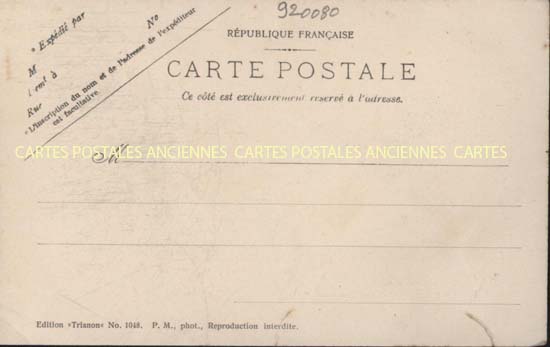 920080
RÉPUBLIQUE FRANÇAISE
CARTE POSTALE
Ce côté est exclusivement réservé à l'adresse.
* Expédié par
M No
( emt à
Rue
*L'inscription du nom et de l'adresse de l'expéditeur
est facultative.
M
CARTES POSTALES ANCIENNES CARTES POSTALES ANCIENNES CARTES
Edition »Trianon« No. 1048. P. M., phot., Reproduction interdite.